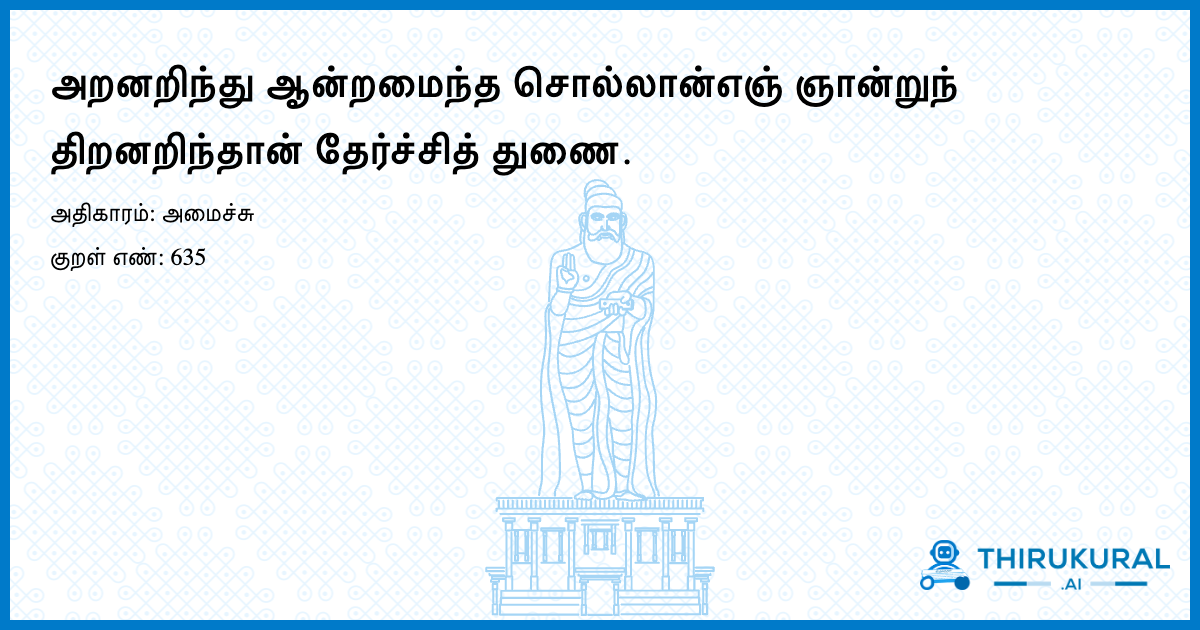 அறனறிந்து ஆன்றமைந்த சொல்லான்எஞ் ஞான்றுந்
திறனறிந்தான் தேர்ச்சித் துணை.
அதிகாரம்: அமைச்சு
குறள் எண்: 635
THIRUKURAL
.AI